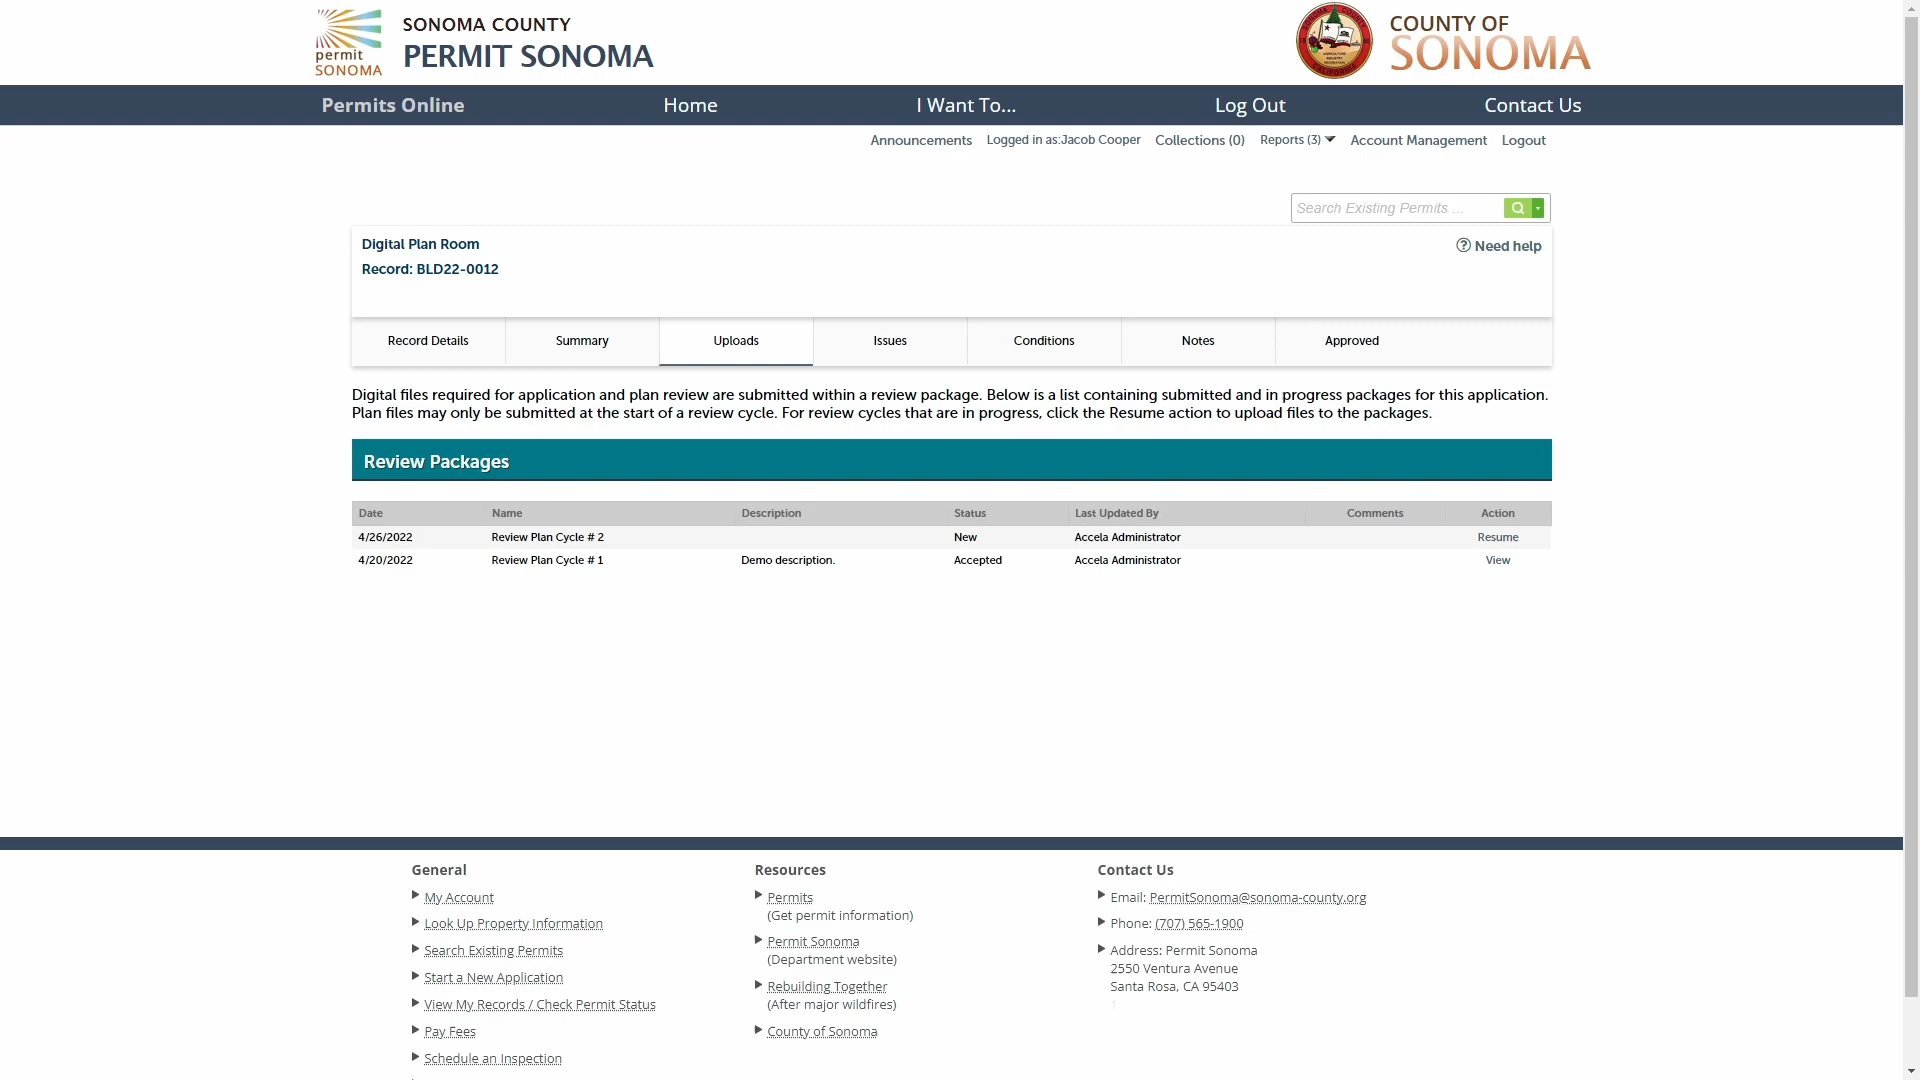 permit
SONOMA
SONOMA COUNTY
PERMIT SONOMA
COUNTY OF
SONOMA
Permits Online
Home
I Want To...
Log Out
Contact Us
Announcements
Logged in as:Jacob Cooper
Collections (0)
Reports (3)
Account Management
Logout
Search Existing Permits ...
Digital Plan Room
Need help
Record: BLD22-0012
Record Details
Summary
Uploads
Issues
Conditions
Notes
Approved
Digital files required for application and plan review are submitted within a review package. Below is a list containing submitted and in progress packages for this application.
Plan files may only be submitted at the start of a review cycle. For review cycles that are in progress, click the Resume action to upload files to the packages.
Review Packages
Date Name Description Status Last Updated By Comments Action
4/26/2022 Review Plan Cycle # 2 New Accela Administrator Resume
4/20/2022 Review Plan Cycle # 1 Demo description. Accepted Accela Administrator View
General
My Account
Look Up Property Information
Search Existing Permits
Start a New Application
View My Records / Check Permit Status
Pay Fees
Schedule an Inspection
Resources
Permits
(Get permit information)
Permit Sonoma
(Department website)
Rebuilding Together
(After major wildfires)
County of Sonoma
Contact Us
Email: PermitSonoma@sonoma-county.org
Phone: (707) 565-1900
Address: Permit Sonoma
2550 Ventura Avenue
Santa Rosa, CA 95403